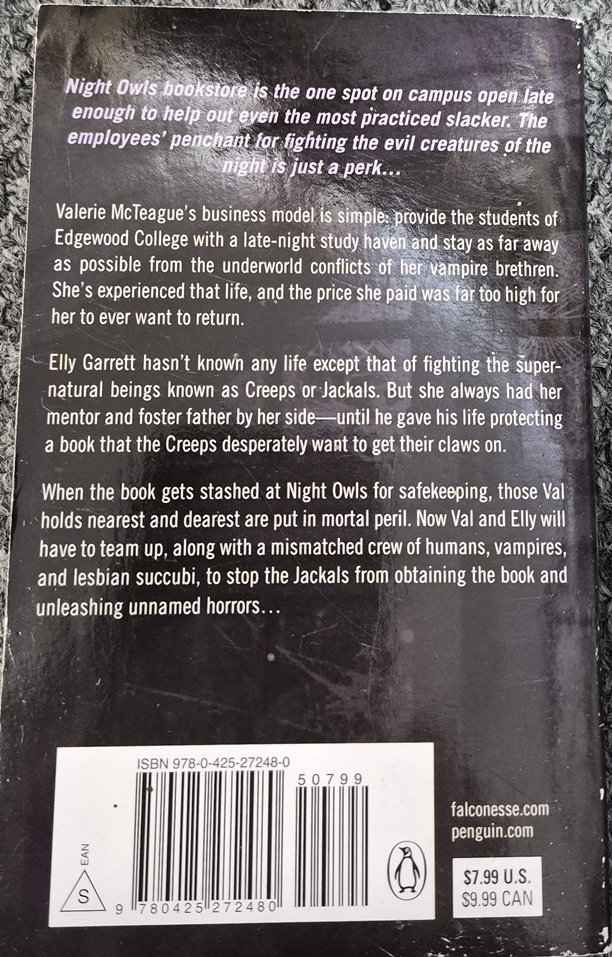 Night Owls bookstore is the one spot on campus open late
enough to help out even the most practiced slacker. The
employees' penchant for fighting the evil creatures of the
night is just a perk...
Valerie McTeague's business model is simple: provide the students of
Edgewood College with a late-night study haven and stay as far away
as possible from the underworld conflicts of her vampire brethren.
She's experienced that life, and the price she paid was far too high for
her to ever want to return.
Elly Garrett hasn't known any life except that of fighting the super-
natural beings known as Creeps or Jackals. But she always had her
mentor and foster father by her side—until he gave his life protecting
a book that the Creeps desperately want to get their claws on.
When the book gets stashed at Night Owls for safekeeping, those Val
holds nearest and dearest are put in mortal peril. Now Val and Elly will
have to team up, along with a mismatched crew of humans, vampires,
and lesbian succubi, to stop the Jackals from obtaining the book and
unleashing unnamed horrors...
ISBN 978-0-425-27248-0
50799
EAN
S
9 780425 272480
falconesse.com
penguin.com
$7.99 U.S.
$9.99 CAN